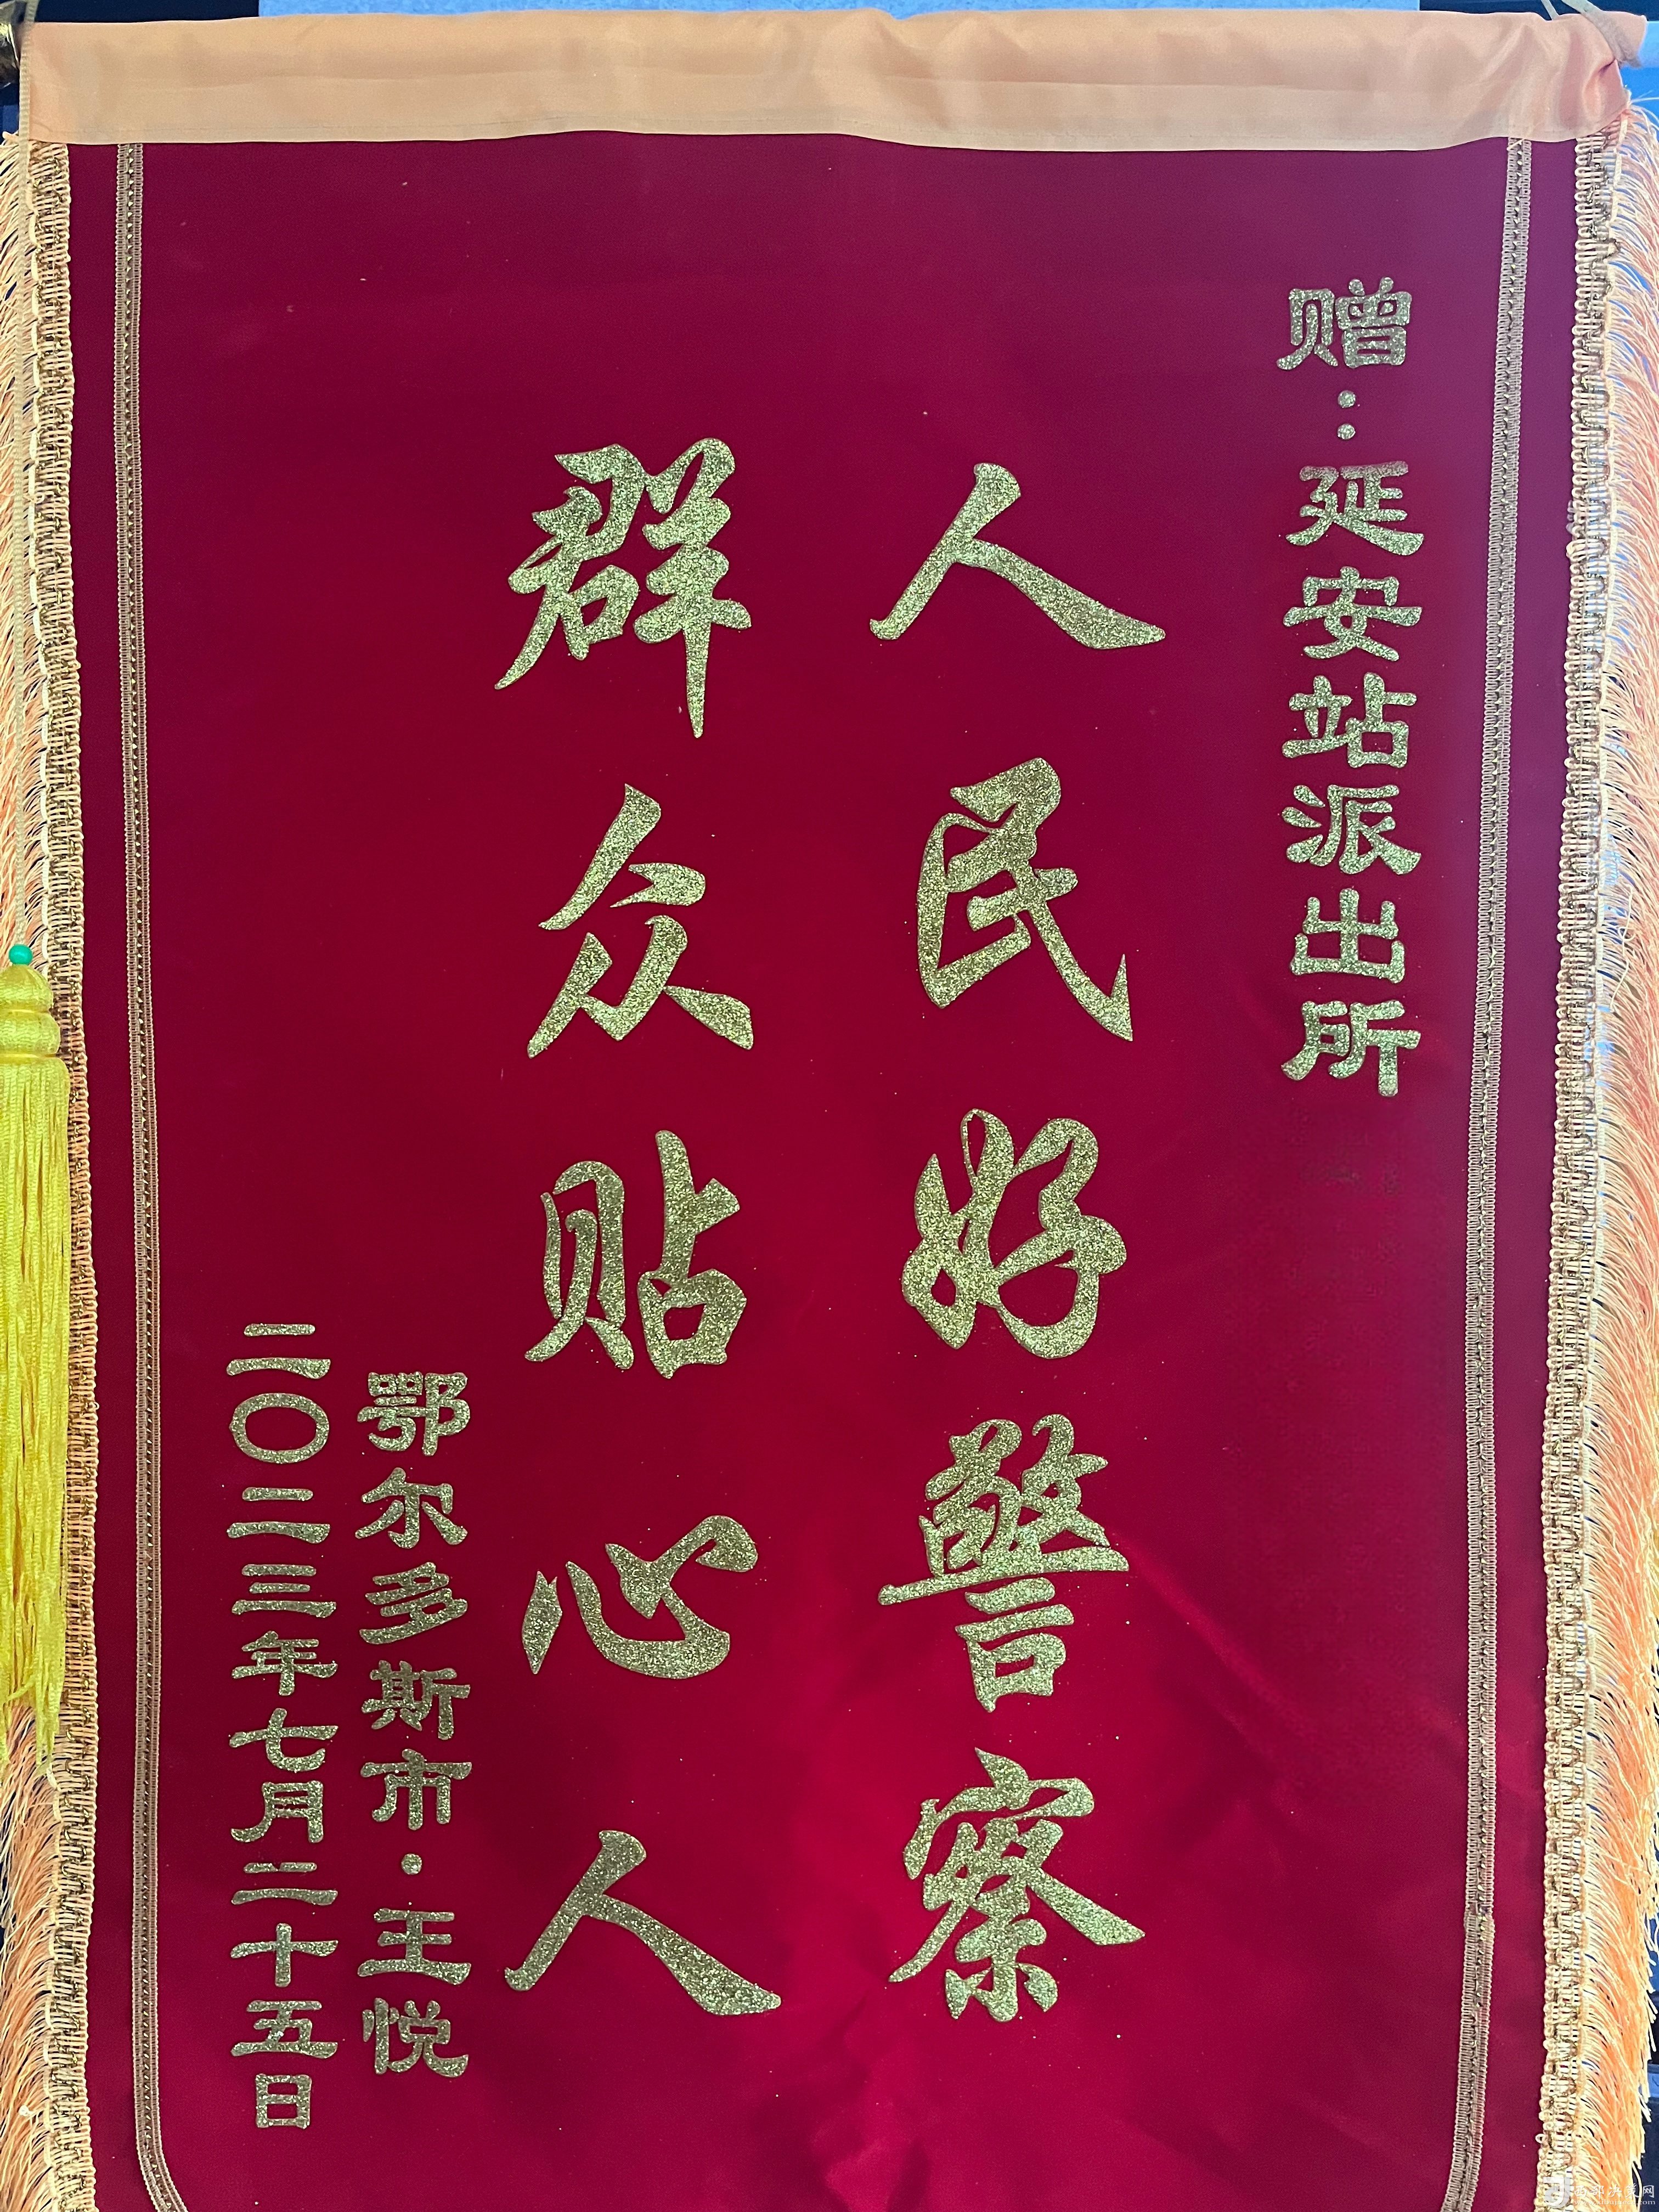 赠：延安站派出所
人民好警察
群众贴心人
鄂尔多斯市·王悦
二〇二三年七月二十五日